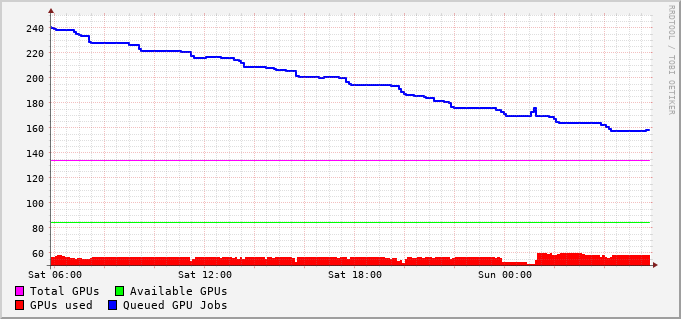 RRDTOOL / TOBI OETIKER
240
220
200
180
160
140
120
100
80
60
Sat 06:00 Sat 12:00 Sat 18:00 Sun 00:00
Total GPUs Available GPUs
GPUs used Queued GPU Jobs